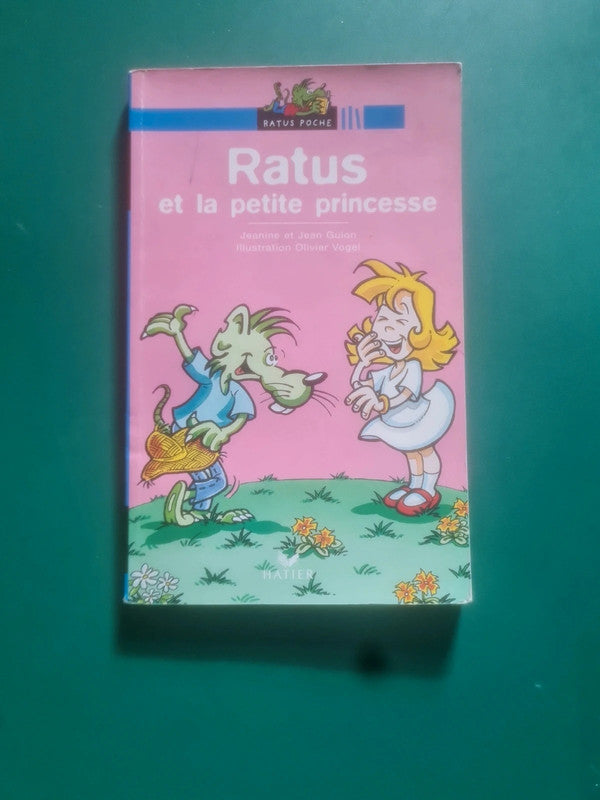 RATUS POCHE
Ratus
et la petite princesse
Jeanine et Jean Guion
Illustration Olivier Vogel
HATIER